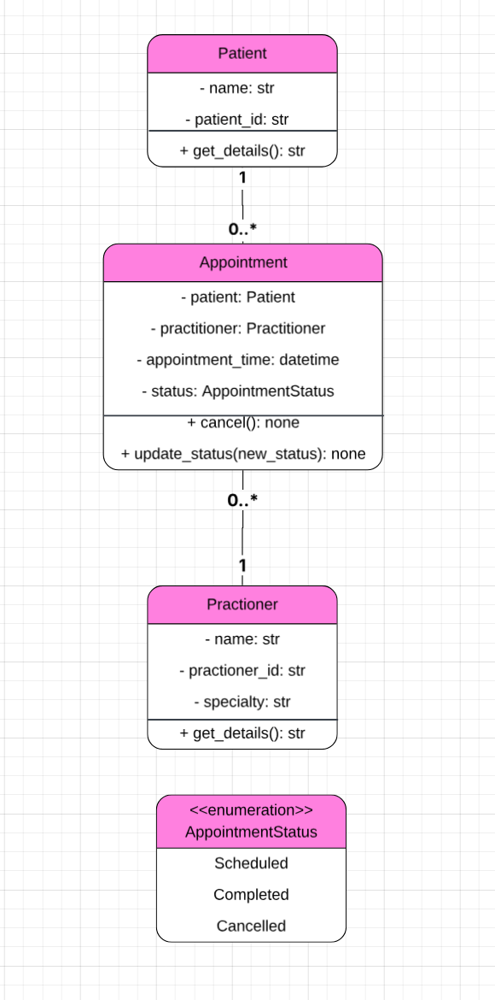 Patient
- name: str
- patient_id: str
+ get_details(): str
1
0..*
Appointment
- patient: Patient
- practitioner: Practitioner
- appointment_time: datetime
- status: AppointmentStatus
+ cancel(): none
+ update_status(new_status): none
0..*
1
Practioner
- name: str
- practioner_id: str
- specialty: str
+ get_details(): str
<<enumeration>>
AppointmentStatus
Scheduled
Completed
Cancelled